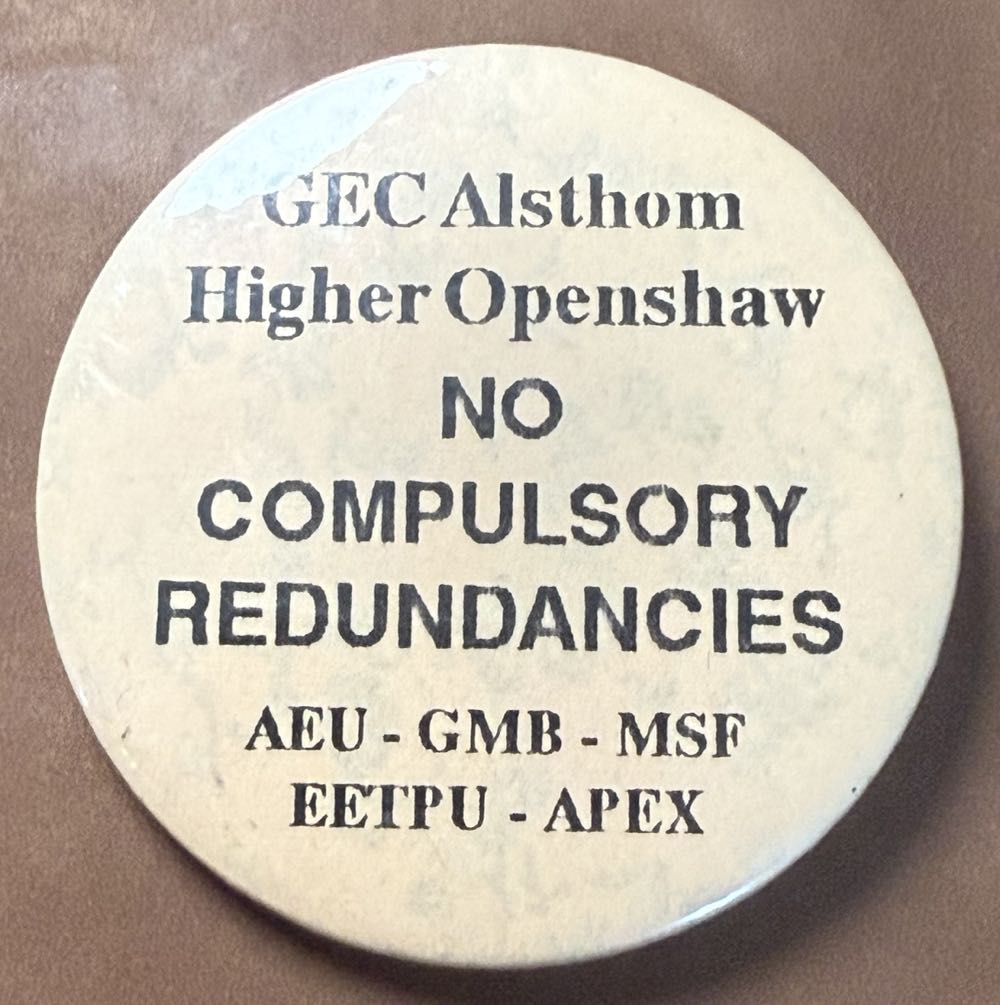 GEC Alsthom
Higher Openshaw
NO
COMPULSORY
REDUNDANCIES
AEU - GMB - MSF
EETPU - APEX